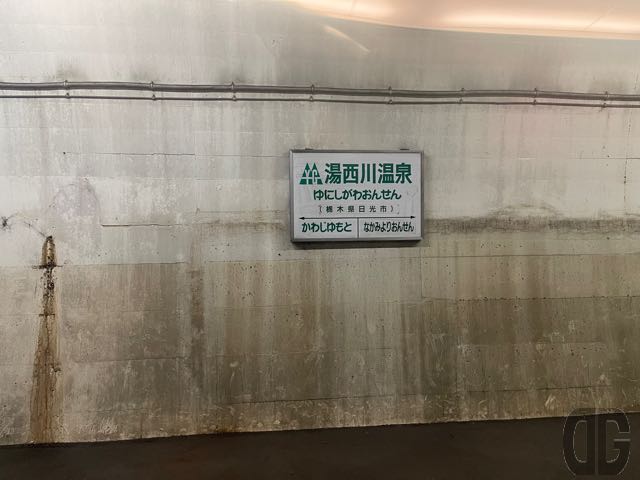 湯西川温泉
ゆにしがわおんせん
(栃木県日光市)
かわじゆもと なかみよりおんせん
DG